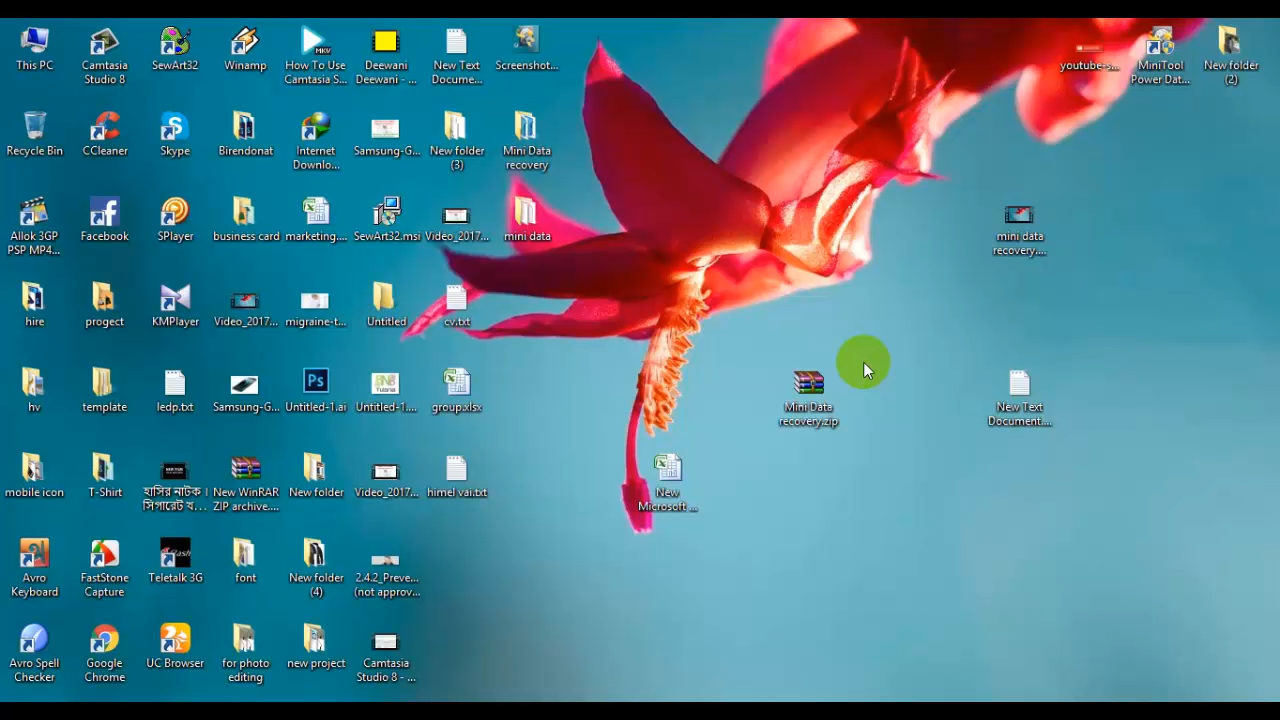 This PC
Camtasia
Studio 8
SewArt32
Winamp
MKV
How To Use
Camtasia S...
Deewani
Deewani - ...
New Text
Docume...
Screenshot...
youtube-s...
MiniTool
Power Dat...
New folder
(2)
Recycle Bin
CCleaner
Skype
Birendonat
Internet
Downlo...
Samsung-G...
New folder
(3)
Mini Data
recovery
Allok 3GP
PSP MP4...
Facebook
SPlayer
business card
marketing....
SewArt32.msi
Video_2017...
mini data
mini data
recovery....
hire
progect
KMPlayer
Video_2017...
migraine-t...
Untitled
cv.txt
hv
template
ledp.txt
Samsung-G...
Ps
Untitled-1.ai
Untitled-1....
group.xlsx
Mini Data
recovery.zip
New Text
Document....
mobile icon
T-Shirt
হাসির নাটক ।
সিগারেট খ...
New WinRAR
ZIP archive....
New folder
Video_2017...
himel vai.txt
New
Microsoft ...
Avro
Keyboard
FastStone
Capture
Teletalk 3G
font
New folder
(4)
2.4.2_Preve...
(not approv...
Avro Spell
Checker
Google
Chrome
UC Browser
for photo
editing
new project
Camtasia
Studio 8 - ...